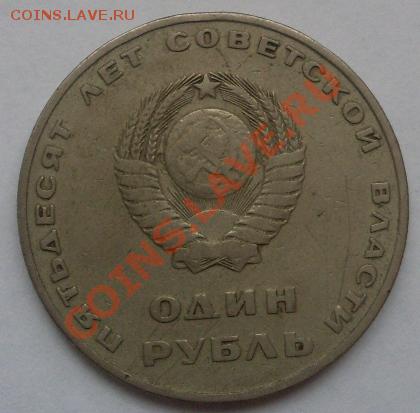 COINS.LAVE.RU
ПЯТЬДЕСЯТ ЛЕТ СОВЕТСКОЙ ВЛАСТИ
COINS.LAVE.RU
ОДИН
РУБЛЬ